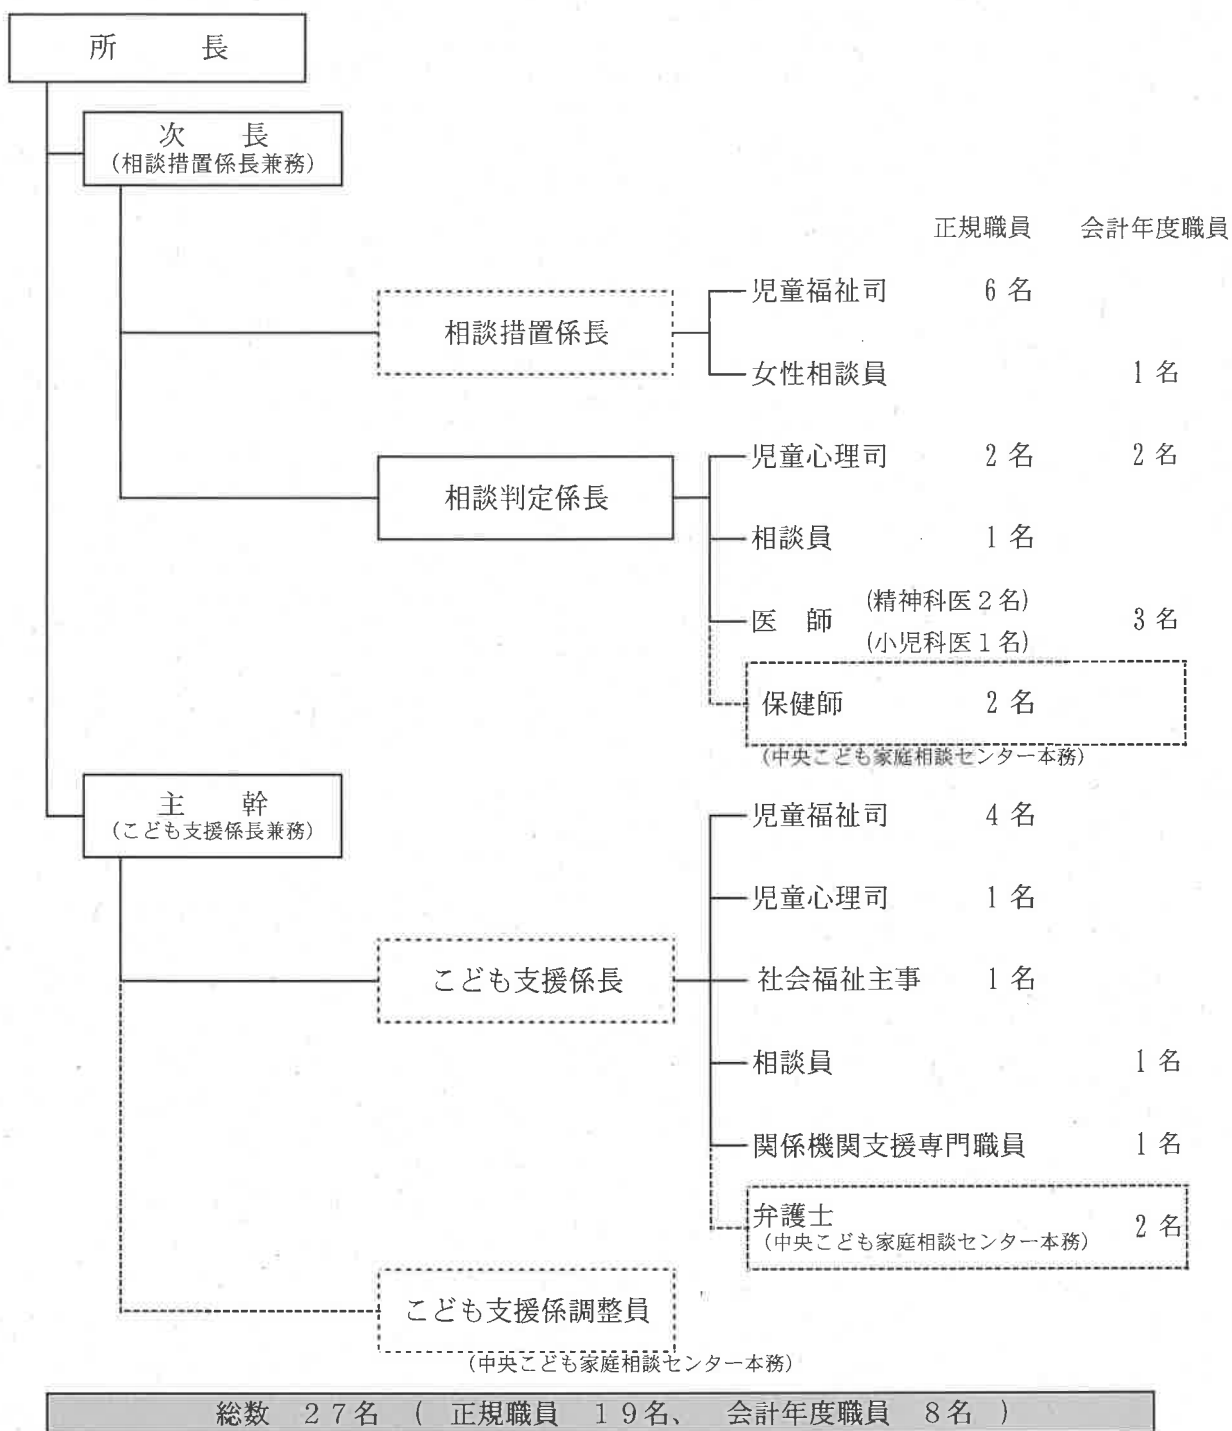 所　　長
次　　長
(相談措置係長兼務)
正規職員　会計年度職員
児童福祉司　6 名
相談措置係長
女性相談員　1 名
児童心理司　2 名　2 名
相談判定係長
相談員　1 名
医　師　(精神科医２名)　3 名
(小児科医１名)
保健師　2 名
(中央こども家庭相談センター本務)
主　　幹
(こども支援係長兼務)
児童福祉司　4 名
児童心理司　1 名
こども支援係長
社会福祉主事　1 名
相談員　1 名
関係機関支援専門職員　1 名
弁護士　2 名
(中央こども家庭相談センター本務)
こども支援係調整員
(中央こども家庭相談センター本務)
総数　２７名　(　正規職員　１９名、　会計年度職員　８名　)